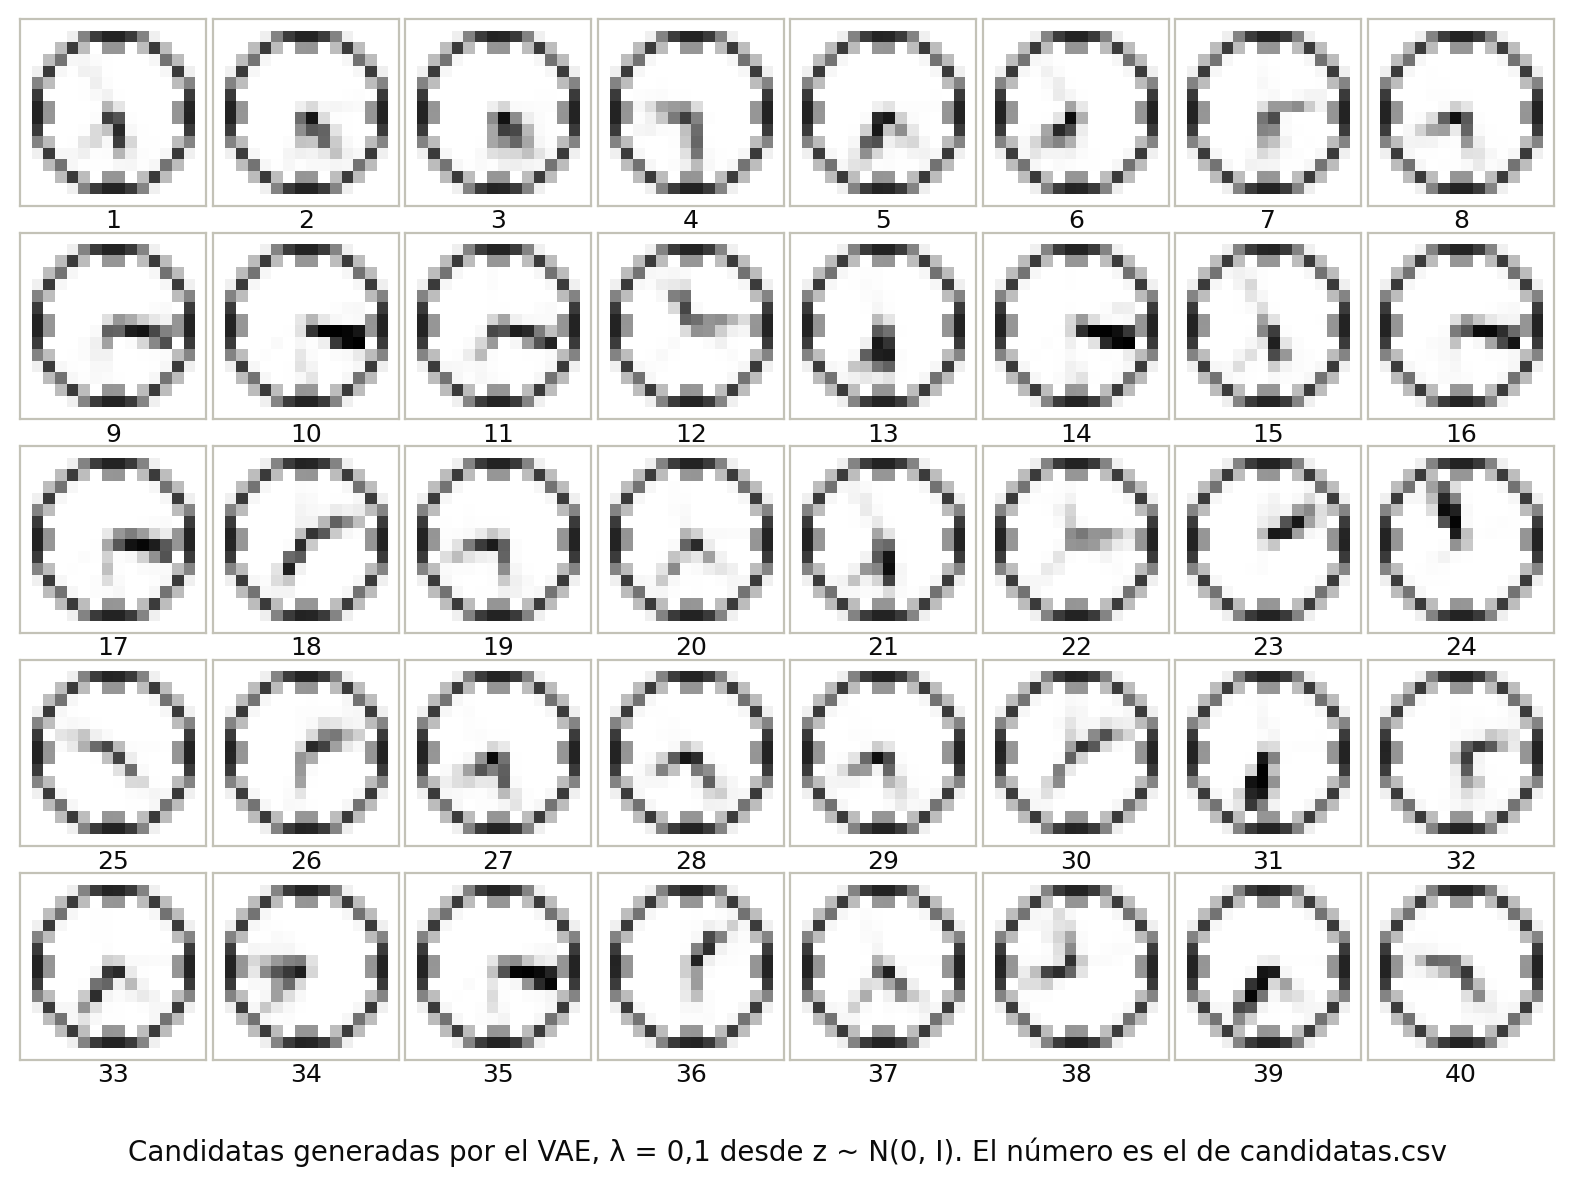 1 2 3 4 5 6 7 8
9 10 11 12 13 14 15 16
17 18 19 20 21 22 23 24
25 26 27 28 29 30 31 32
33 34 35 36 37 38 39 40
Candidatas generadas por el VAE, λ = 0,1 desde z ~ N(0, I). El número es el de candidatas.csv